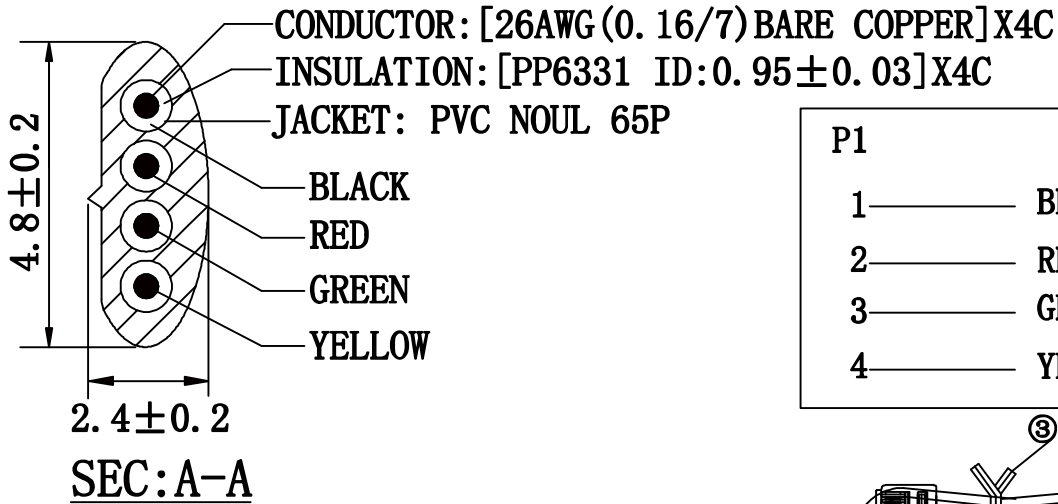 CONDUCTOR:[26AWG(0.16/7)BARE COPPER]X4C
INSULATION:[PP6331 ID:0.95±0.03]X4C
JACKET: PVC NOUL 65P
BLACK
RED
GREEN
YELLOW
4.8±0.2
2.4±0.2
SEC:A-A
P1
1
2
3
4
③